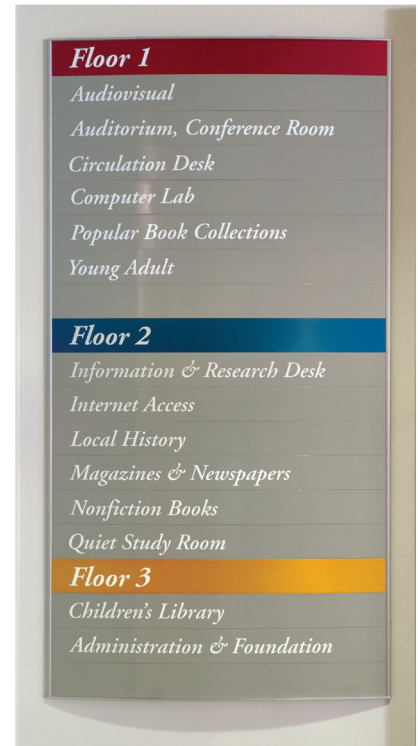 Floor 1
Audiovisual
Auditorium, Conference Room
Circulation Desk
Computer Lab
Popular Book Collections
Young Adult
Floor 2
Information & Research Desk
Internet Access
Local History
Magazines & Newspapers
Nonfiction Books
Quiet Study Room
Floor 3
Children's Library
Administration & Foundation